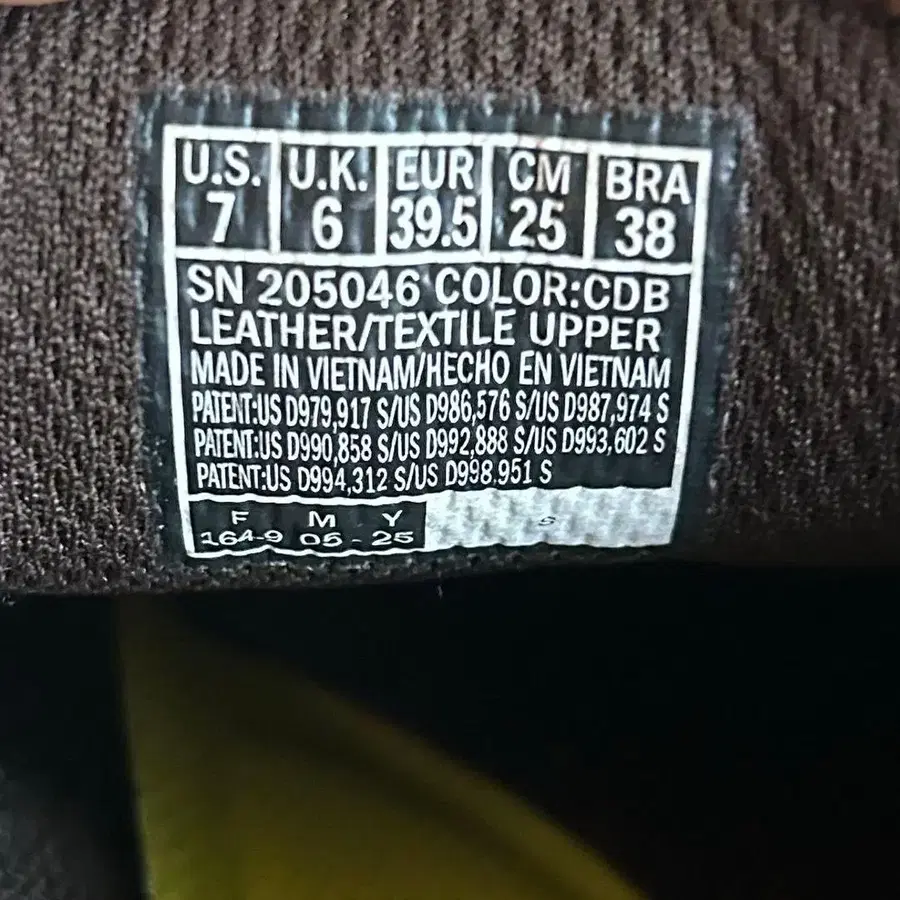 U.S. U.K. EUR CM BRA
7 6 39.5 25 38
SN 205046 COLOR:CDB
LEATHER/TEXTILE UPPER
MADE IN VIETNAM/HECHO EN VIETNAM
PATENT:US D979,917 S/US D986,576 S/US D987,974 S
PATENT:US D990,858 S/US D992,888 S/US D993,602 S
PATENT:US D994,312 S/US D998,951 S
F M Y
164-9 05 - 25 S